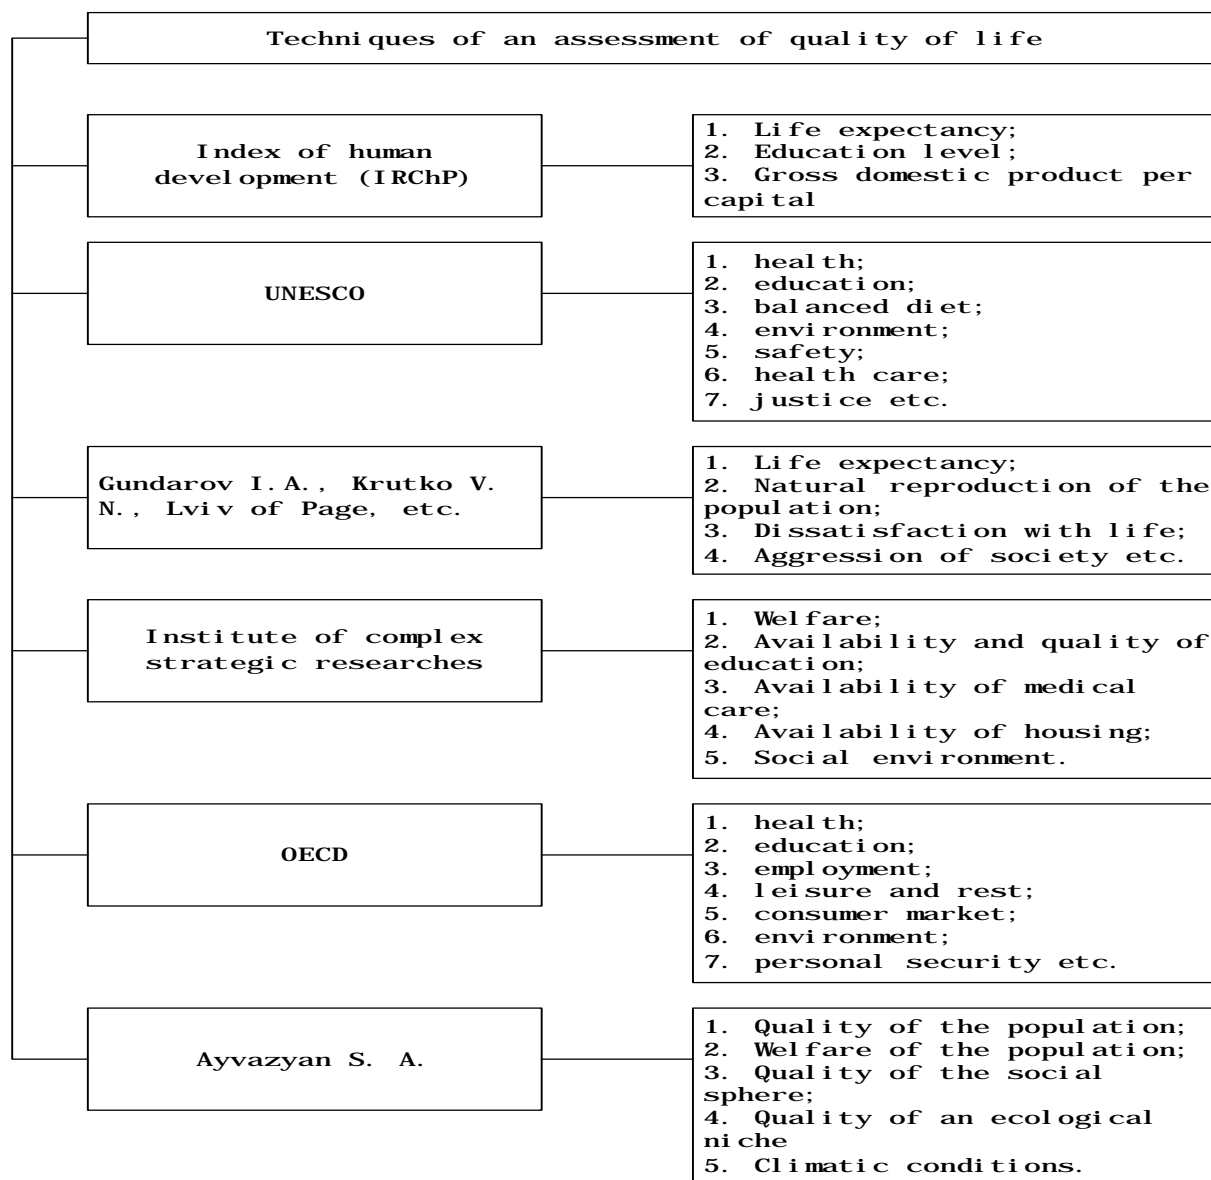 Techniques of an assessment of quality of life
Index of human
development (IRChP)
1. Life expectancy;
2. Education level;
3. Gross domestic product per
capital
UNESCO
1. health;
2. education;
3. balanced diet;
4. environment;
5. safety;
6. health care;
7. justice etc.
Gundarov I.A., Krutko V.
N., Lviv of Page, etc.
1. Life expectancy;
2. Natural reproduction of the
population;
3. Dissatisfaction with life;
4. Aggression of society etc.
Institute of complex
strategic researches
1. Welfare;
2. Availability and quality of
education;
3. Availability of medical
care;
4. Availability of housing;
5. Social environment.
OECD
1. health;
2. education;
3. employment;
4. leisure and rest;
5. consumer market;
6. environment;
7. personal security etc.
Ayvazyan S. A.
1. Quality of the population;
2. Welfare of the population;
3. Quality of the social
sphere;
4. Quality of an ecological
niche
5. Climatic conditions.